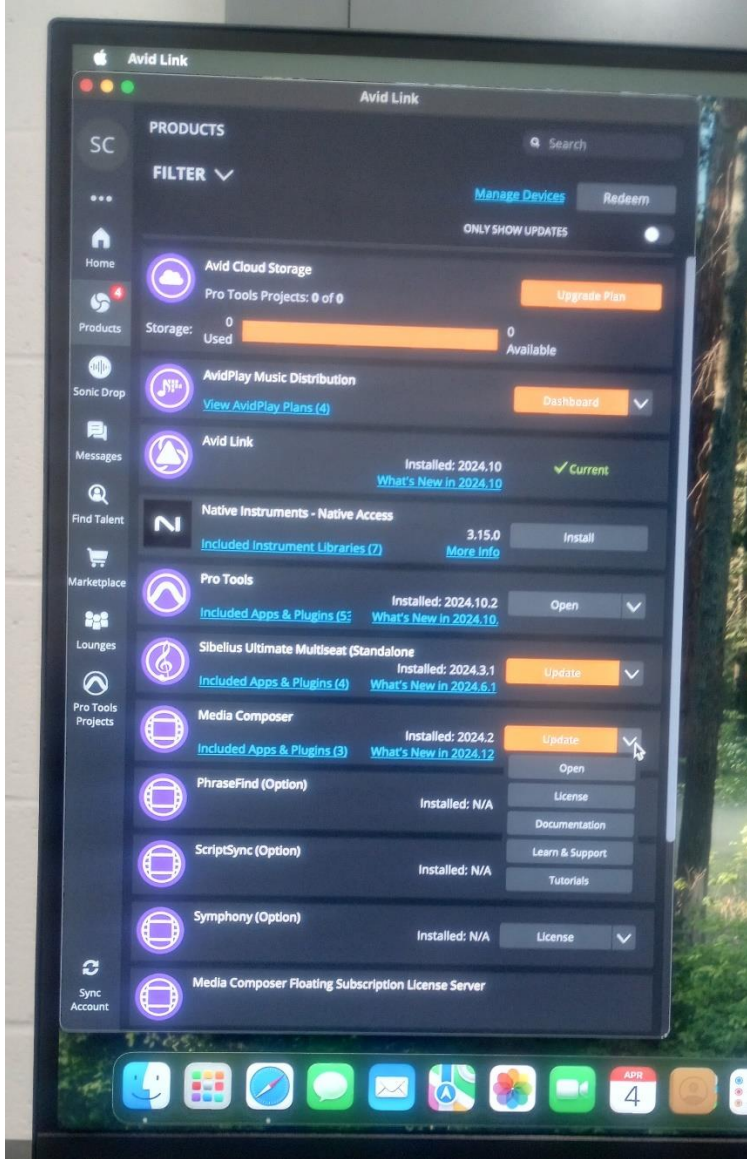 Avid Link
Avid Link
SC
PRODUCTS
Search
FILTER
Manage Devices
Redeem
ONLY SHOW UPDATES
Home
4
Products
Sonic Drop
Messages
Find Talent
Marketplace
Lounges
Pro Tools
Projects
Sync
Account
Avid Cloud Storage
Pro Tools Projects: 0 of 0
Upgrade Plan
Storage:
0
Used
0
Available
AvidPlay Music Distribution
View AvidPlay Plans (4)
Dashboard
Avid Link
Installed: 2024.10
What's New in 2024.10
Current
Native Instruments - Native Access
3.15.0
Install
Included Instrument Libraries (7)
More Info
Pro Tools
Installed: 2024.10.2
Open
Included Apps & Plugins (53
What's New in 2024.10.
Sibelius Ultimate Multiseat (Standalone
Installed: 2024.3.1
Update
Included Apps & Plugins (4)
What's New in 2024.6.1
Media Composer
Installed: 2024.2
Update
Included Apps & Plugins (3)
What's New in 2024.12
Open
License
Documentation
Learn & Support
Tutorials
PhraseFind (Option)
Installed: N/A
ScriptSync (Option)
Installed: N/A
Symphony (Option)
Installed: N/A
License
Media Composer Floating Subscription License Server
APR
4